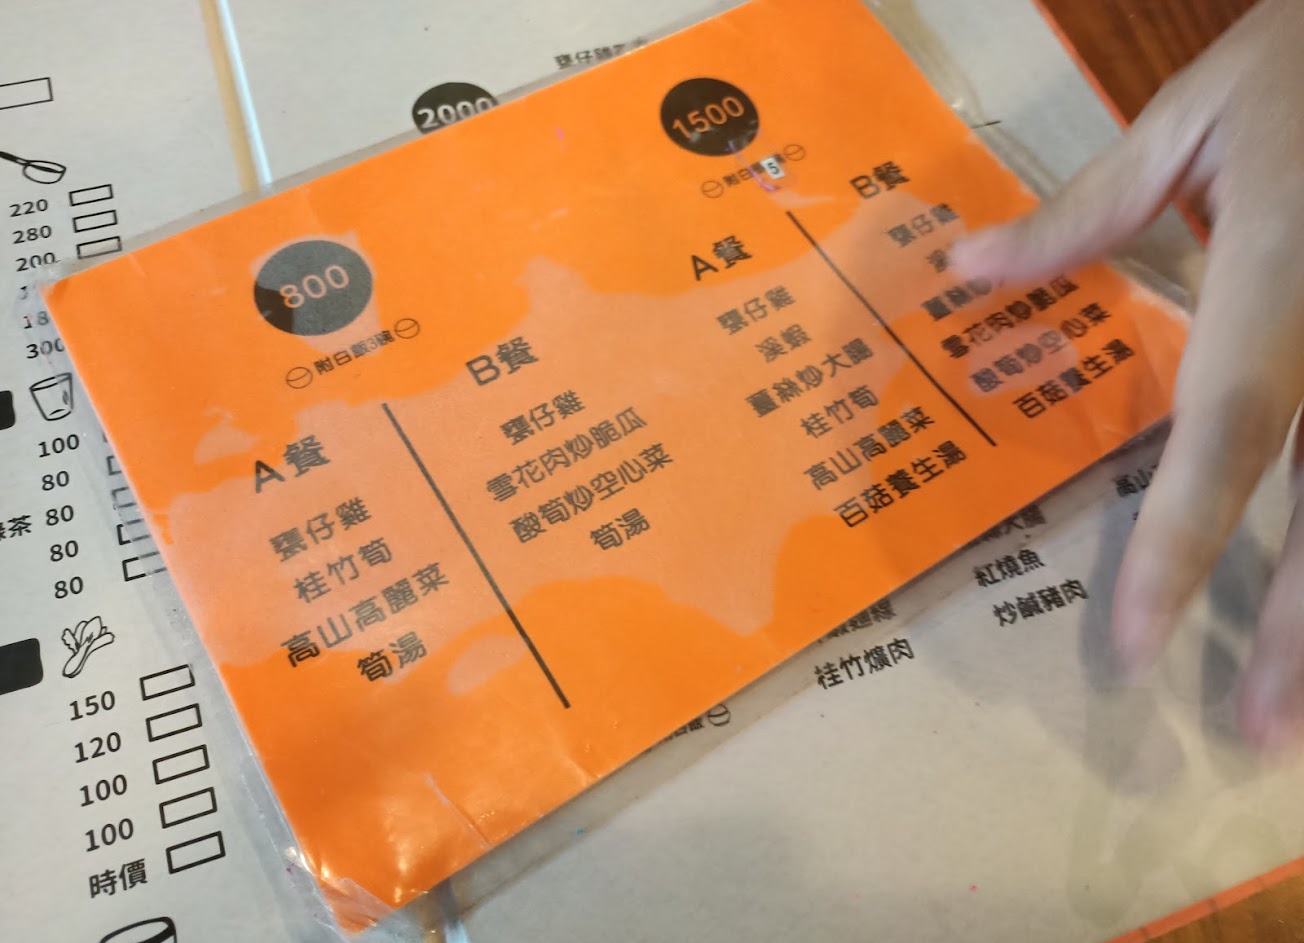 2000
220
280
200
300
100
80
80
80
80
150
120
100
100
時價
800
附白飯3碗
A餐
甕仔雞
桂竹筍
高山高麗菜
筍湯
B餐
甕仔雞
雪花肉炒脆瓜
酸筍炒空心菜
筍湯
1500
附白飯5碗
A餐
甕仔雞
溪蝦
薑絲炒大腸
桂竹筍
高山高麗菜
百菇養生湯
B餐
甕仔雞
薑絲炒
雪花肉炒脆瓜
酸筍炒空心菜
百菇養生湯
桂竹爌肉
紅燒魚
炒鹹豬肉